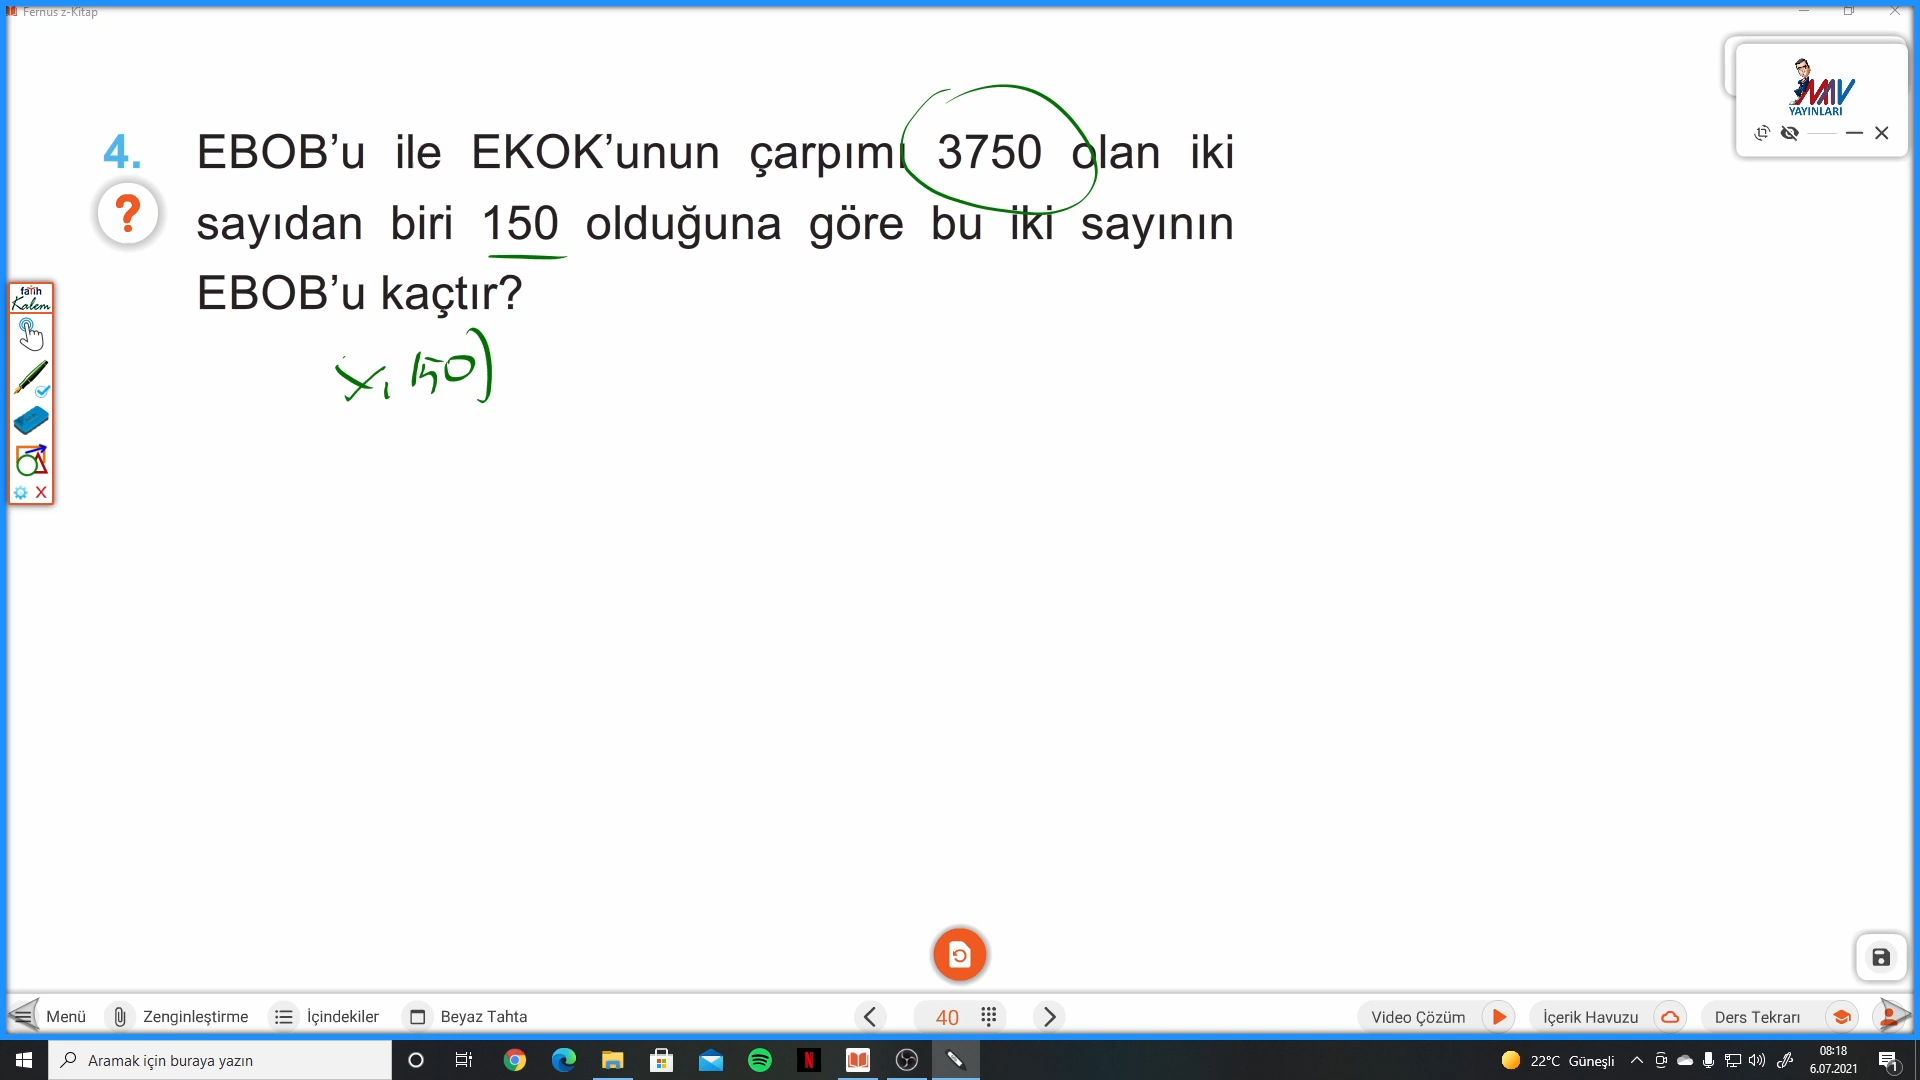 Fernus z-Kitap
MMV
YAYINLARI
4. EBOB’u ile EKOK’unun çarpımı 3750 olan iki
sayıdan biri 150 olduğuna göre bu iki sayının
EBOB’u kaçtır?
x, 150)
fatih
Kalem
Menü Zenginleştirme İçindekiler Beyaz Tahta 40 Video Çözüm İçerik Havuzu Ders Tekrarı
Aramak için buraya yazın 22°C Güneşli 08:18
6.07.2021 1